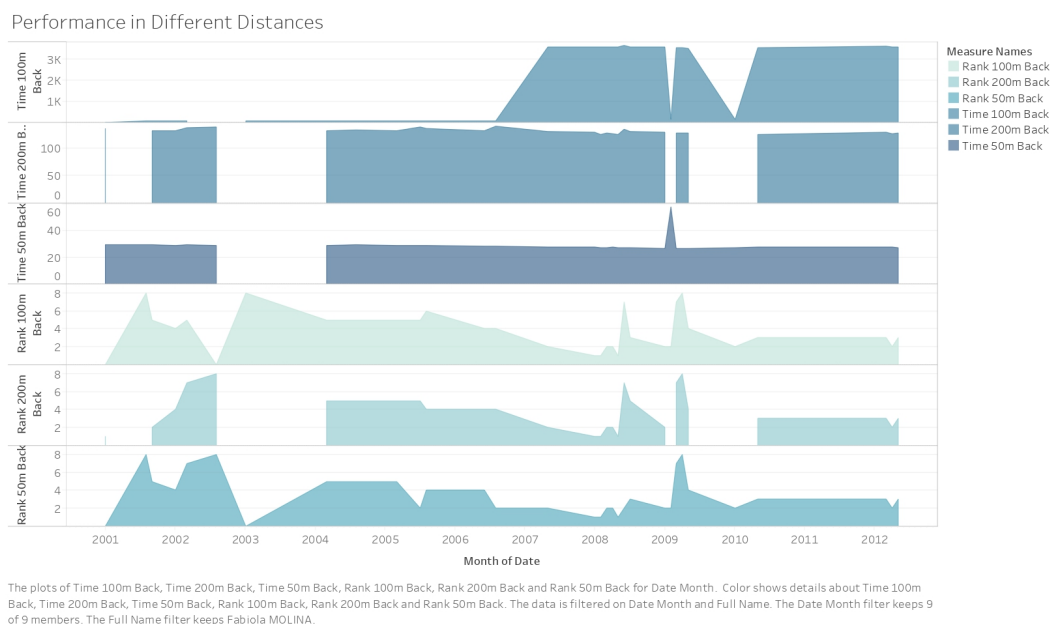 Performance in Different Distances
Time 100m
Back
3K
2K
1K
Time 200m B..
100
50
0
Time 50m Back
60
40
20
0
Rank 100m
Back
8
6
4
2
Rank 200m
Back
8
6
4
2
Rank 50m Back
8
6
4
2
2001 2002 2003 2004 2005 2006 2007 2008 2009 2010 2011 2012
Month of Date
Measure Names
Rank 100m Back
Rank 200m Back
Rank 50m Back
Time 100m Back
Time 200m Back
Time 50m Back
The plots of Time 100m Back, Time 200m Back, Time 50m Back, Rank 100m Back, Rank 200m Back and Rank 50m Back for Date Month. Color shows details about Time 100m
Back, Time 200m Back, Time 50m Back, Rank 100m Back, Rank 200m Back and Rank 50m Back. The data is filtered on Date Month and Full Name. The Date Month filter keeps 9
of 9 members. The Full Name filter keeps Fabiola MOLINA.